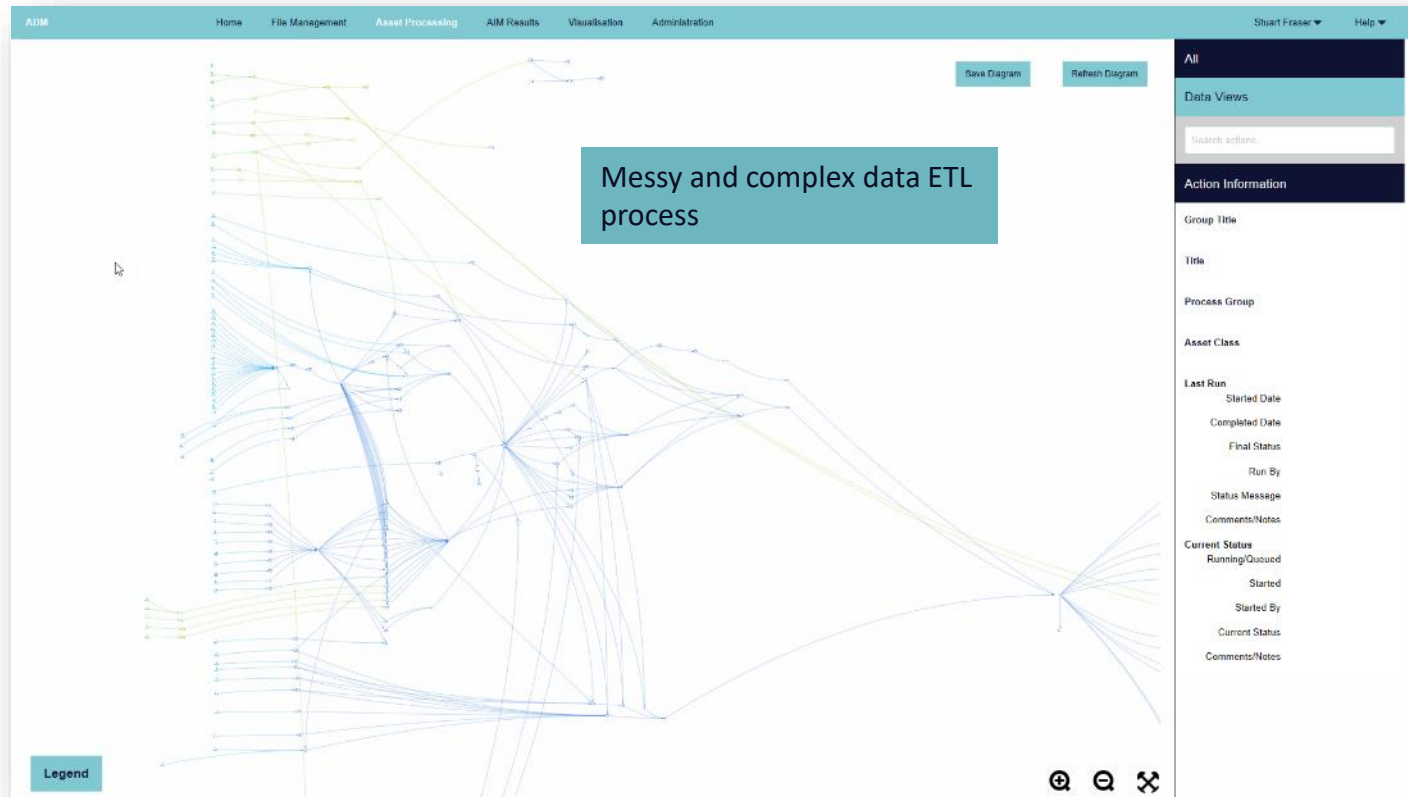 ADM
Home File Management Asset Processing AIM Results Visualisation Administration
Stuart Fraser Help
Save Diagram Refresh Diagram
Messy and complex data ETL
process
Legend
All
Data Views
Search actions
Action Information
Group Title
Title
Process Group
Asset Class
Last Run
Started Date
Completed Date
Final Status
Run By
Status Message
Comments/Notes
Current Status
Running/Queued
Started
Started By
Current Status
Comments/Notes